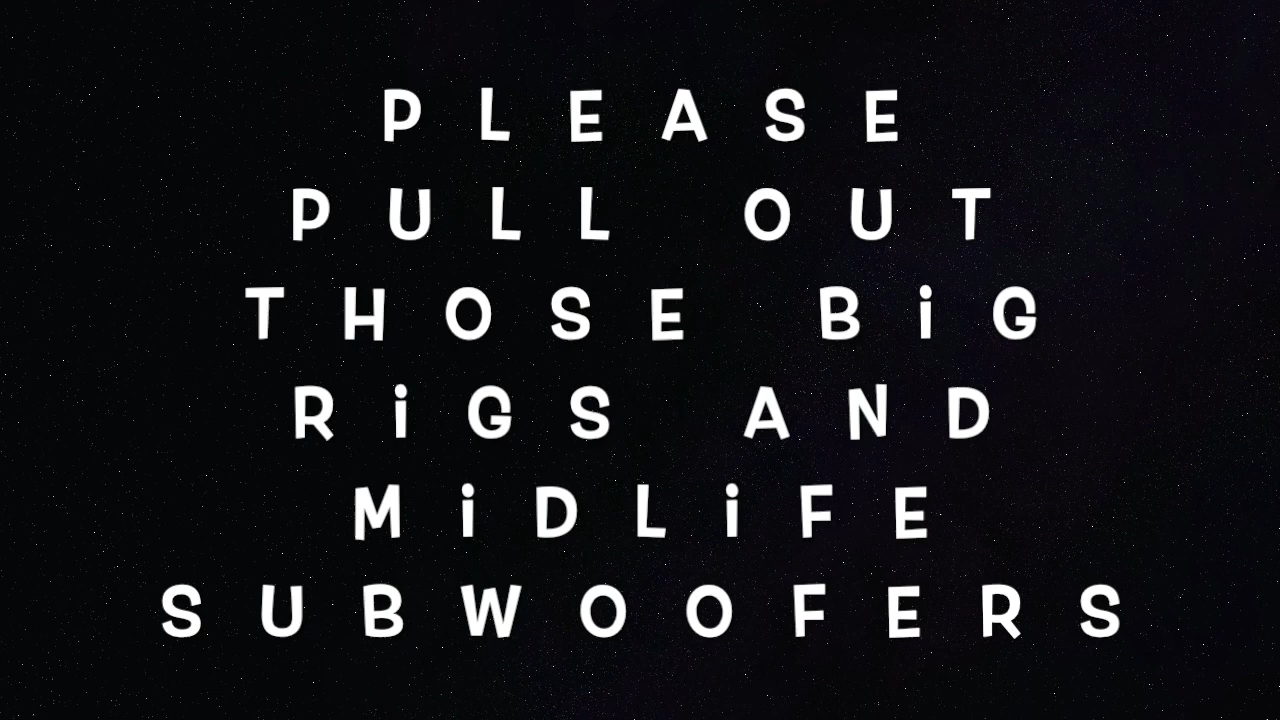 PLEASE
PULL OUT
THOSE BiG
RiGS AND
MiDLiFE
SUBWOOFERS